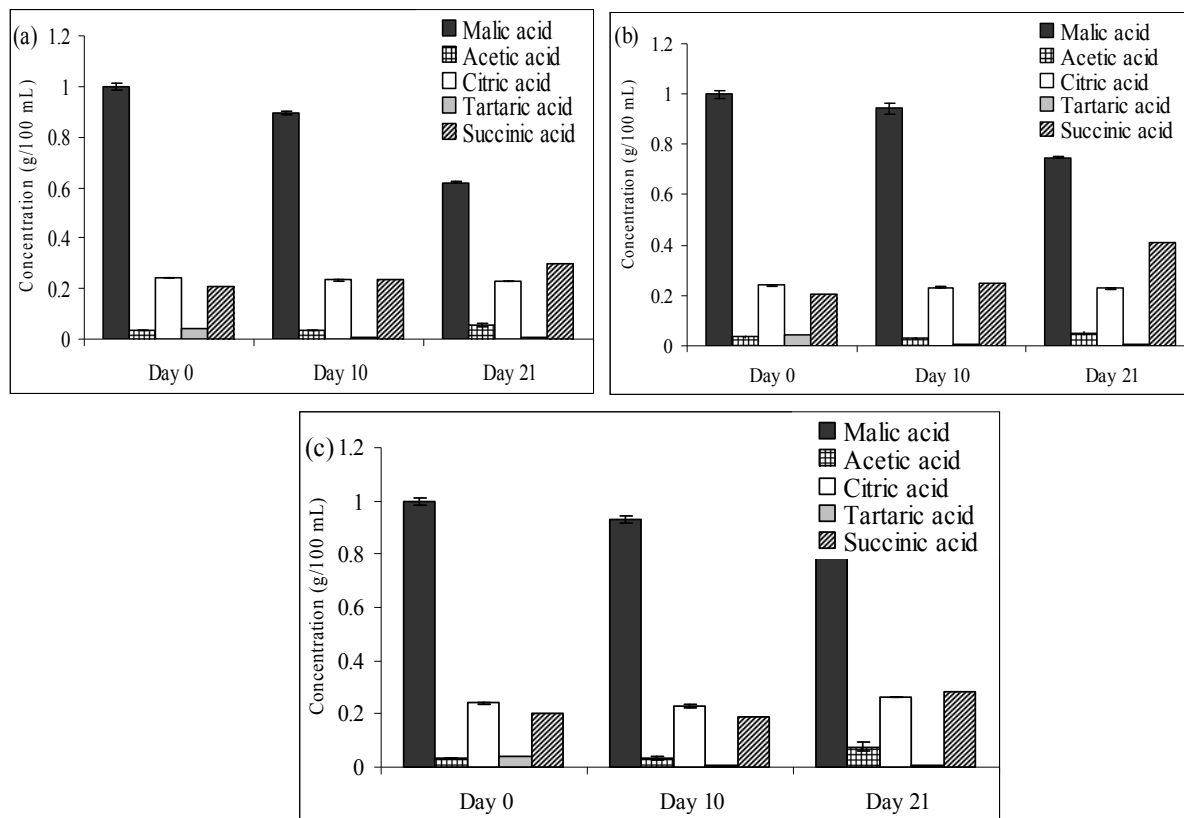 (a)
1.2
1
0.8
0.6
0.4
0.2
0
Concentration (g/100 mL)
Malic acid
Acetic acid
Citric acid
Tartaric acid
Succinic acid
Day 0
Day 10
Day 21
(b)
1.2
1
0.8
0.6
0.4
0.2
0
Concentration (g/100 mL)
Malic acid
Acetic acid
Citric acid
Tartaric acid
Succinic acid
Day 0
Day 10
Day 21
(c)
1.2
1
0.8
0.6
0.4
0.2
0
Concentration (g/100 mL)
Malic acid
Acetic acid
Citric acid
Tartaric acid
Succinic acid
Day 0
Day 10
Day 21